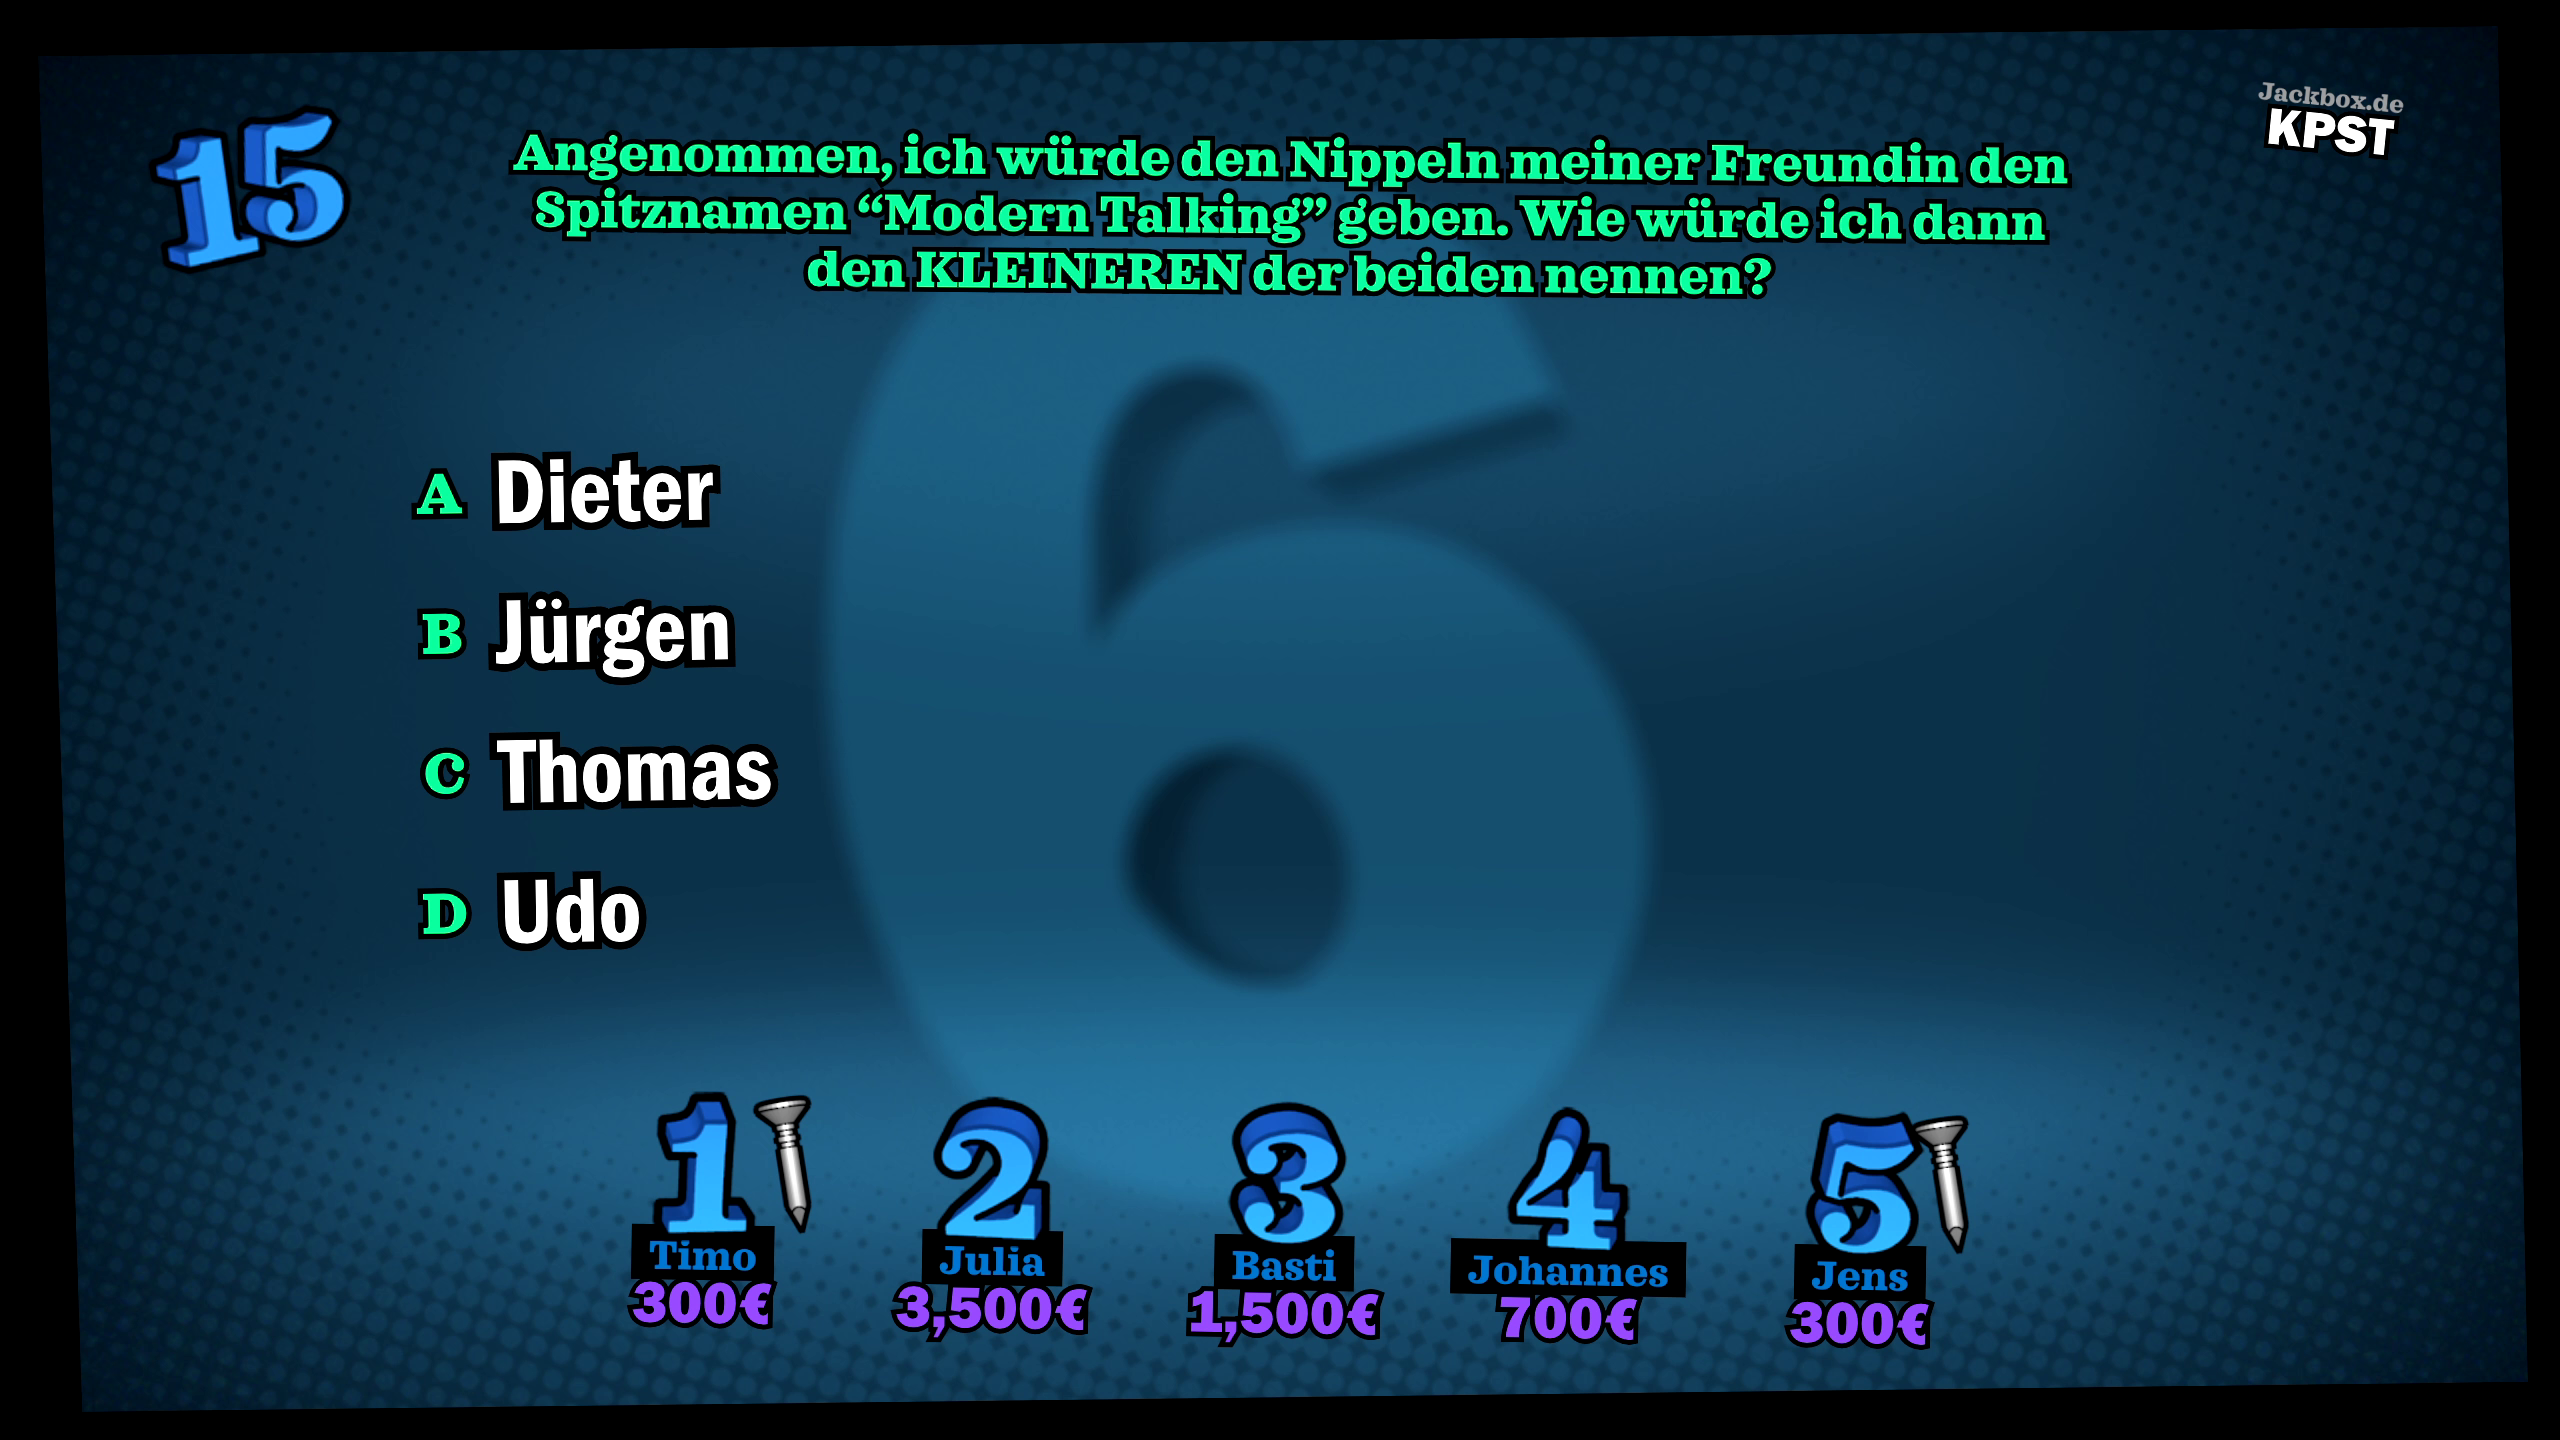 15
Jackbox.de
KPST
Angenommen, ich würde den Nippeln meiner Freundin den
Spitznamen “Modern Talking” geben. Wie würde ich dann
den KLEINEREN der beiden nennen?
6
A Dieter
B Jürgen
C Thomas
D Udo
1 2 3 4 5
Timo Julia Basti Johannes Jens
300€ 3,500€ 1,500€ 700€ 300€